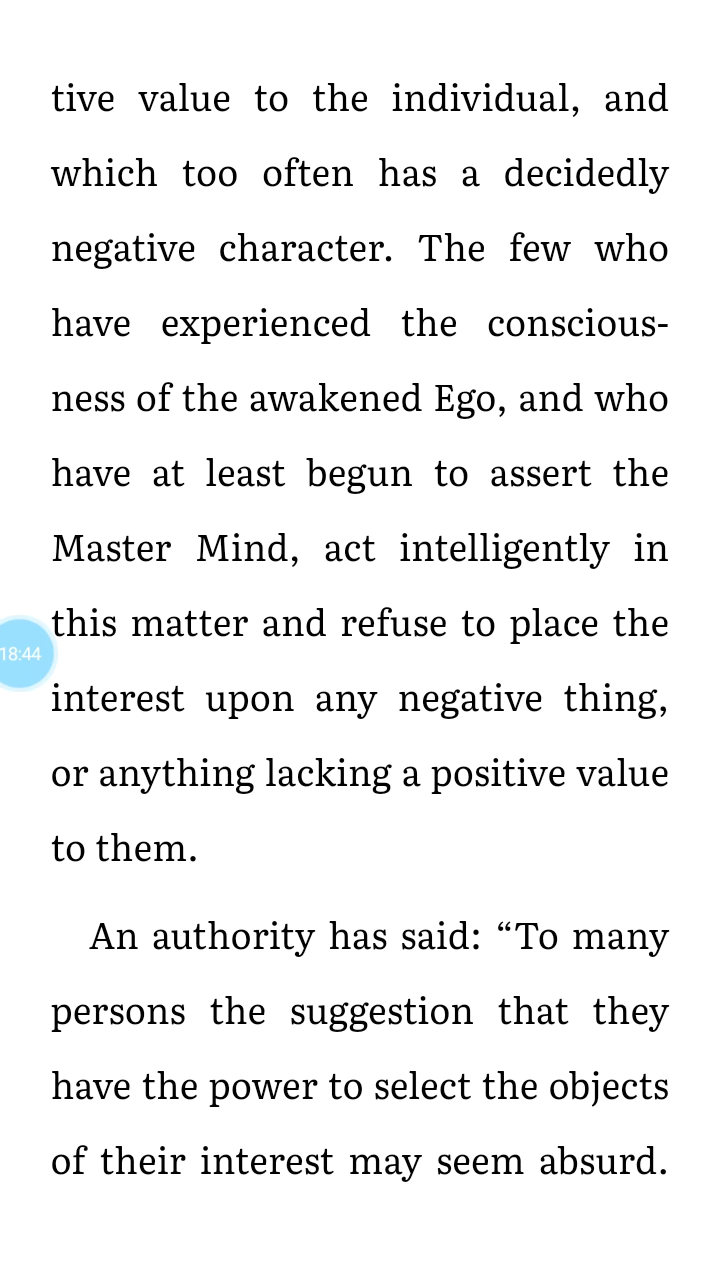 tive value to the individual, and
which too often has a decidedly
negative character. The few who
have experienced the conscious-
ness of the awakened Ego, and who
have at least begun to assert the
Master Mind, act intelligently in
this matter and refuse to place the
18:44
interest upon any negative thing,
or anything lacking a positive value
to them.
An authority has said: “To many
persons the suggestion that they
have the power to select the objects
of their interest may seem absurd.